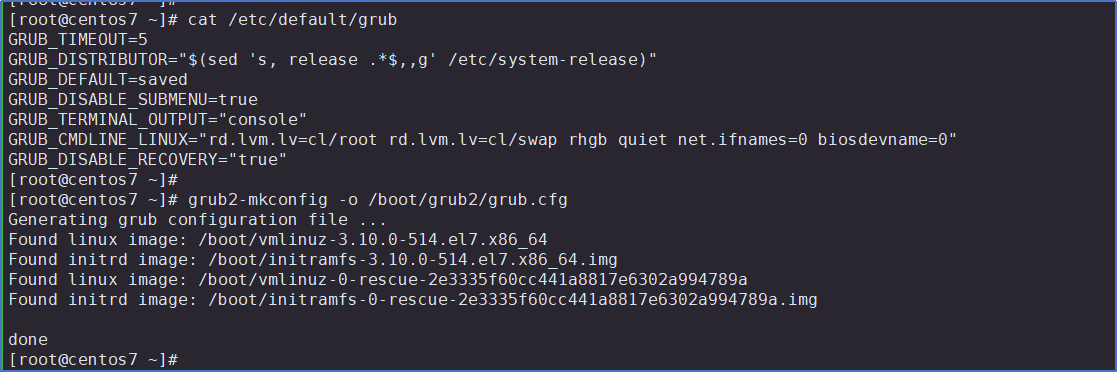 [root@centos7 ~]#
[root@centos7 ~]# cat /etc/default/grub
GRUB_TIMEOUT=5
GRUB_DISTRIBUTOR="$(sed 's, release .*$,,g' /etc/system-release)"
GRUB_DEFAULT=saved
GRUB_DISABLE_SUBMENU=true
GRUB_TERMINAL_OUTPUT="console"
GRUB_CMDLINE_LINUX="rd.lvm.lv=cl/root rd.lvm.lv=cl/swap rhgb quiet net.ifnames=0 biosdevname=0"
GRUB_DISABLE_RECOVERY="true"
[root@centos7 ~]#
[root@centos7 ~]# grub2-mkconfig -o /boot/grub2/grub.cfg
Generating grub configuration file ...
Found linux image: /boot/vmlinuz-3.10.0-514.el7.x86_64
Found initrd image: /boot/initramfs-3.10.0-514.el7.x86_64.img
Found linux image: /boot/vmlinuz-0-rescue-2e3335f60cc441a8817e6302a994789a
Found initrd image: /boot/initramfs-0-rescue-2e3335f60cc441a8817e6302a994789a.img
done
[root@centos7 ~]#